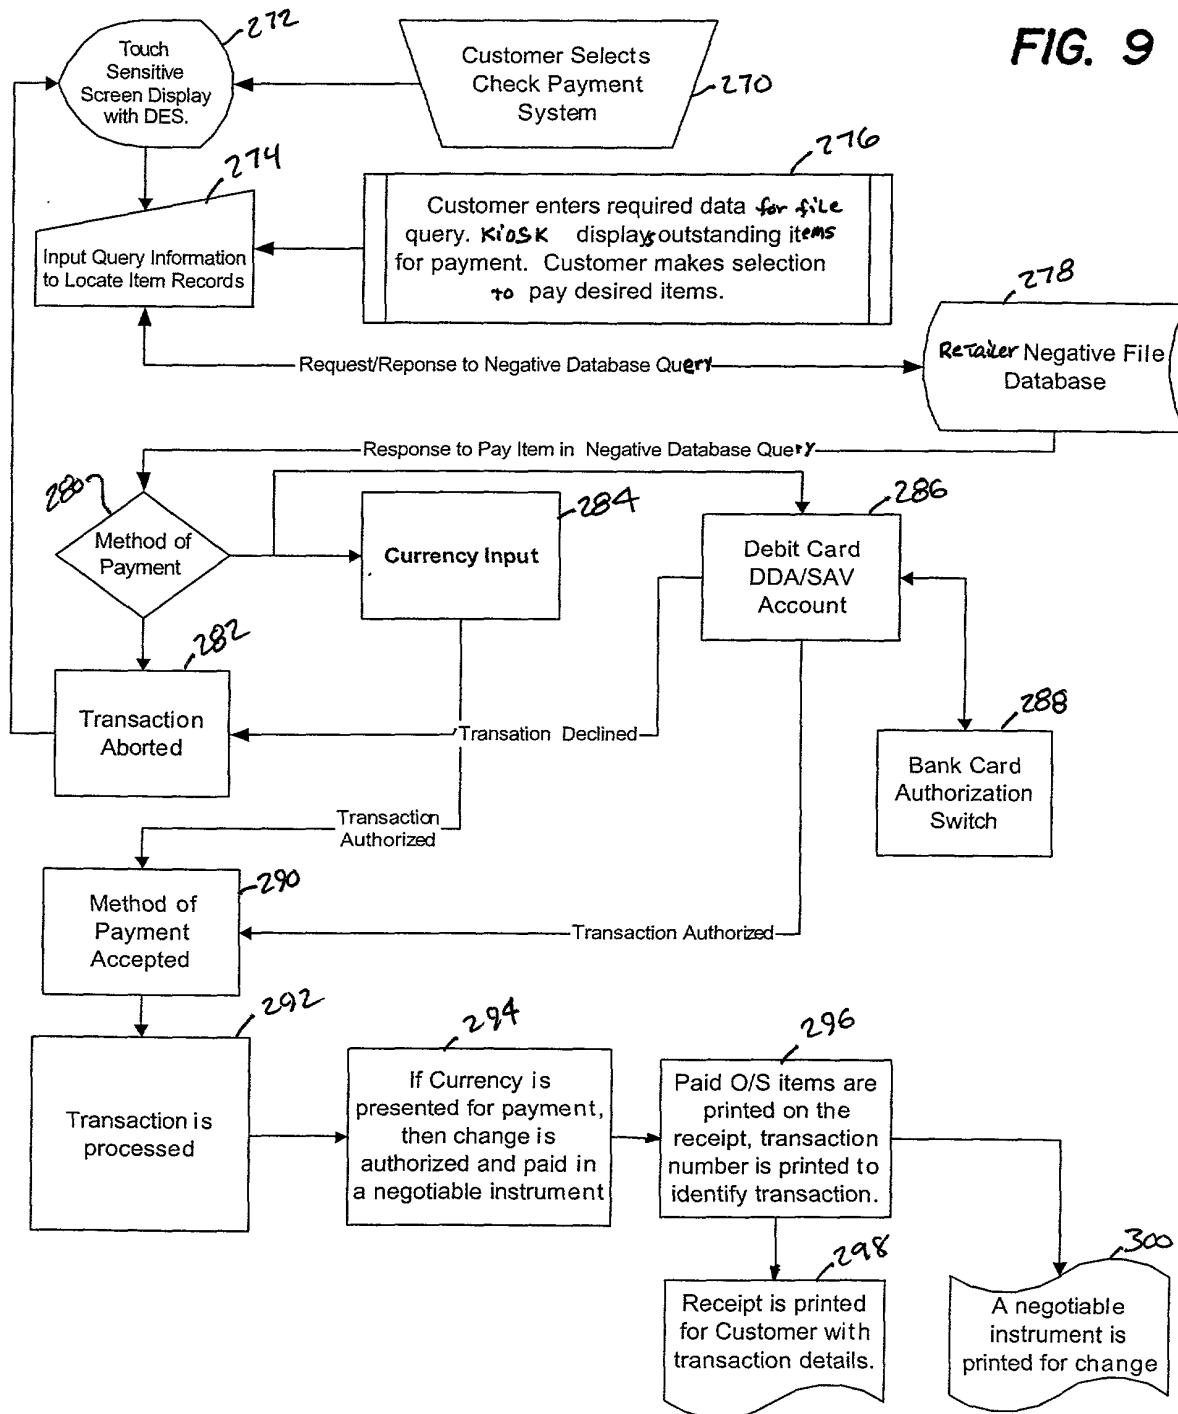 FIG. 9
272
Touch
Sensitive
Screen Display
with DES.
Customer Selects
Check Payment
System
270
274
Input Query Information
to Locate Item Records
276
Customer enters required data for file
query. Kiosk displays outstanding items
for payment. Customer makes selection
to pay desired items.
278
Retailer Negative File
Database
Request/Reponse to Negative Database Query
Response to Pay Item in Negative Database Query
280
Method of
Payment
284
Currency Input
286
Debit Card
DDA/SAV
Account
282
Transaction
Aborted
Transation Declined
288
Bank Card
Authorization
Switch
Transaction
Authorized
290
Method of
Payment
Accepted
Transaction Authorized
292
Transaction is
processed
294
If Currency is
presented for payment,
then change is
authorized and paid in
a negotiable instrument
296
Paid O/S items are
printed on the
receipt, transaction
number is printed to
identify transaction.
298
Receipt is printed
for Customer with
transaction details.
300
A negotiable
instrument is
printed for change